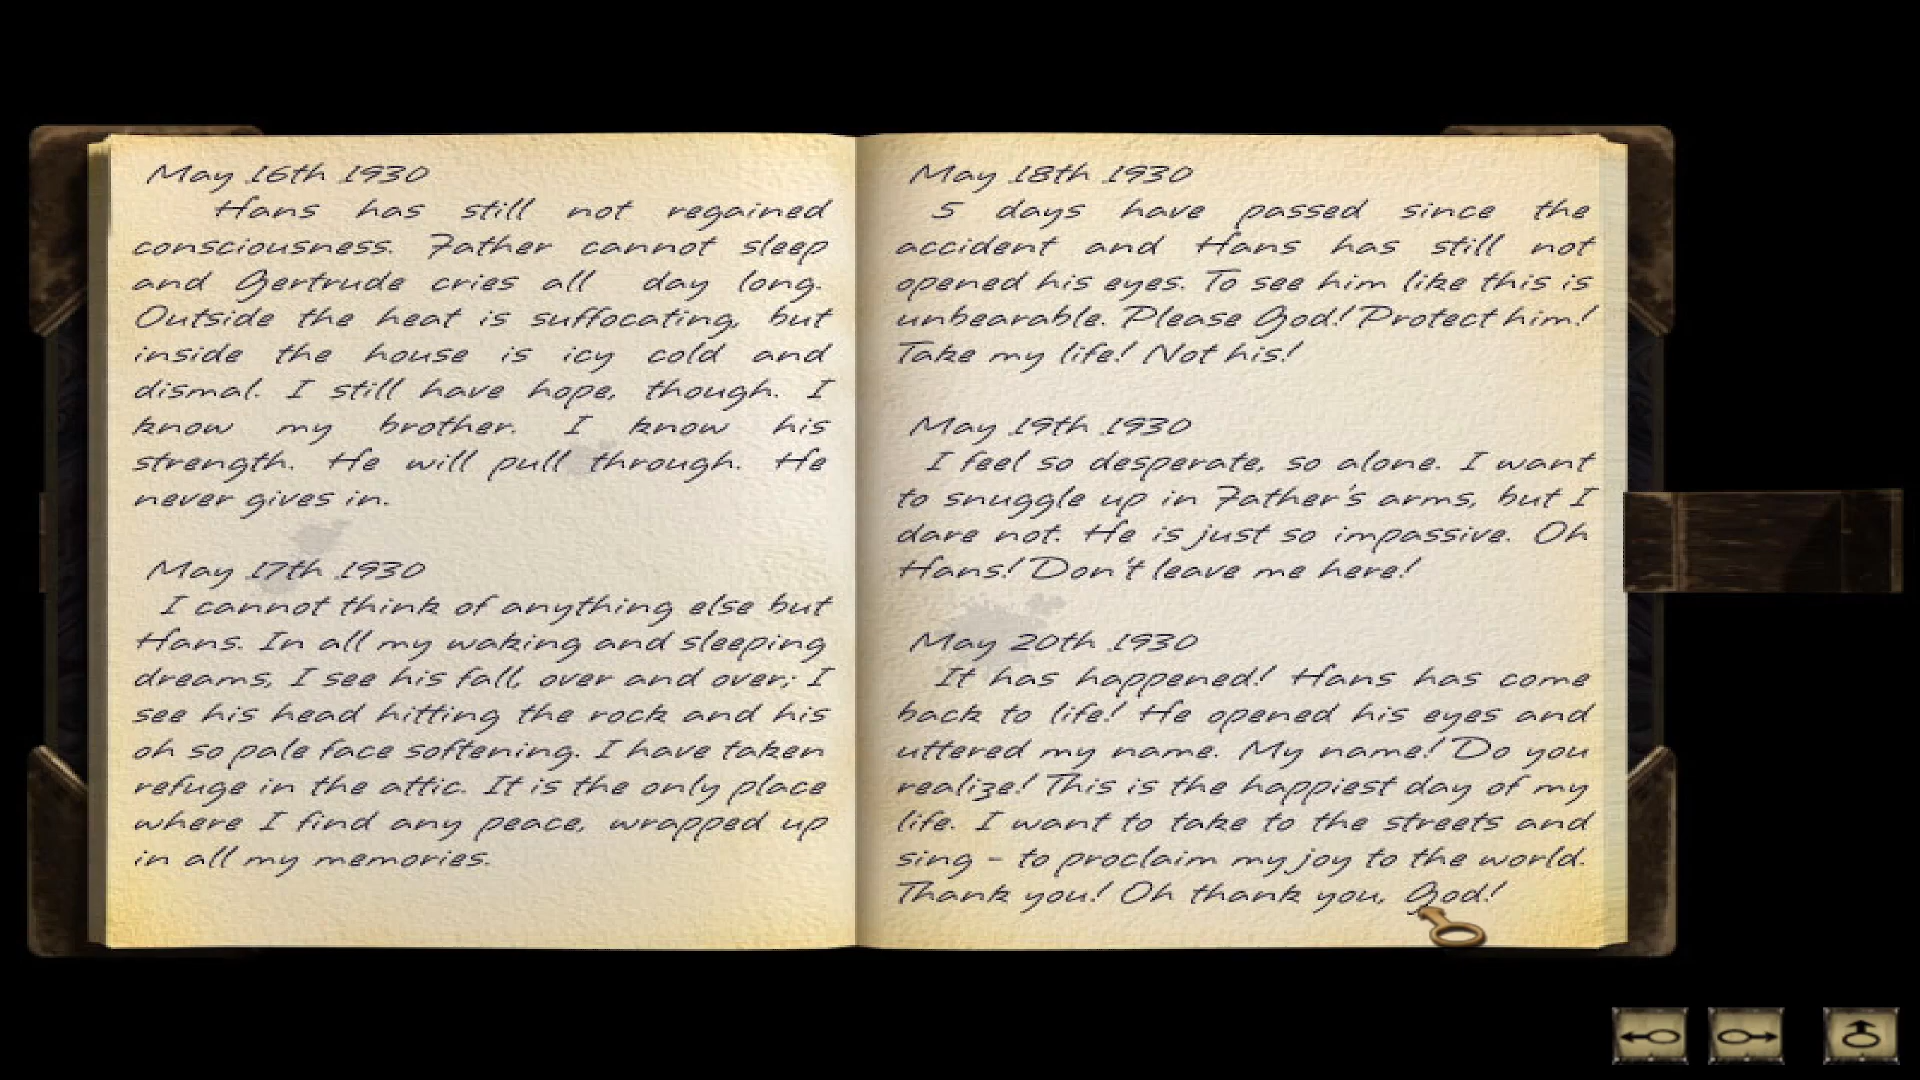 May 16th 1930
Hans has still not regained
consciousness. Father cannot sleep
and Gertrude cries all day long.
Outside the heat is suffocating, but
inside the house is icy cold and
dismal. I still have hope, though. I
know my brother. I know his
strength. He will pull through. He
never gives in.
May 17th 1930
I cannot think of anything else but
Hans. In all my waking and sleeping
dreams, I see his fall, over and over; I
see his head hitting the rock and his
oh so pale face softening. I have taken
refuge in the attic. It is the only place
where I find any peace, wrapped up
in all my memories.
May 18th 1930
5 days have passed since the
accident and Hans has still not
opened his eyes. To see him like this is
unbearable. Please God! Protect him!
Take my life! Not his!
May 19th 1930
I feel so desperate, so alone. I want
to snuggle up in Father's arms, but I
dare not. He is just so impassive. Oh
Hans! Don't leave me here!
May 20th 1930
It has happened! Hans has come
back to life! He opened his eyes and
uttered my name. My name! Do you
realize! This is the happiest day of my
life. I want to take to the streets and
sing - to proclaim my joy to the world.
Thank you! Oh thank you, God!